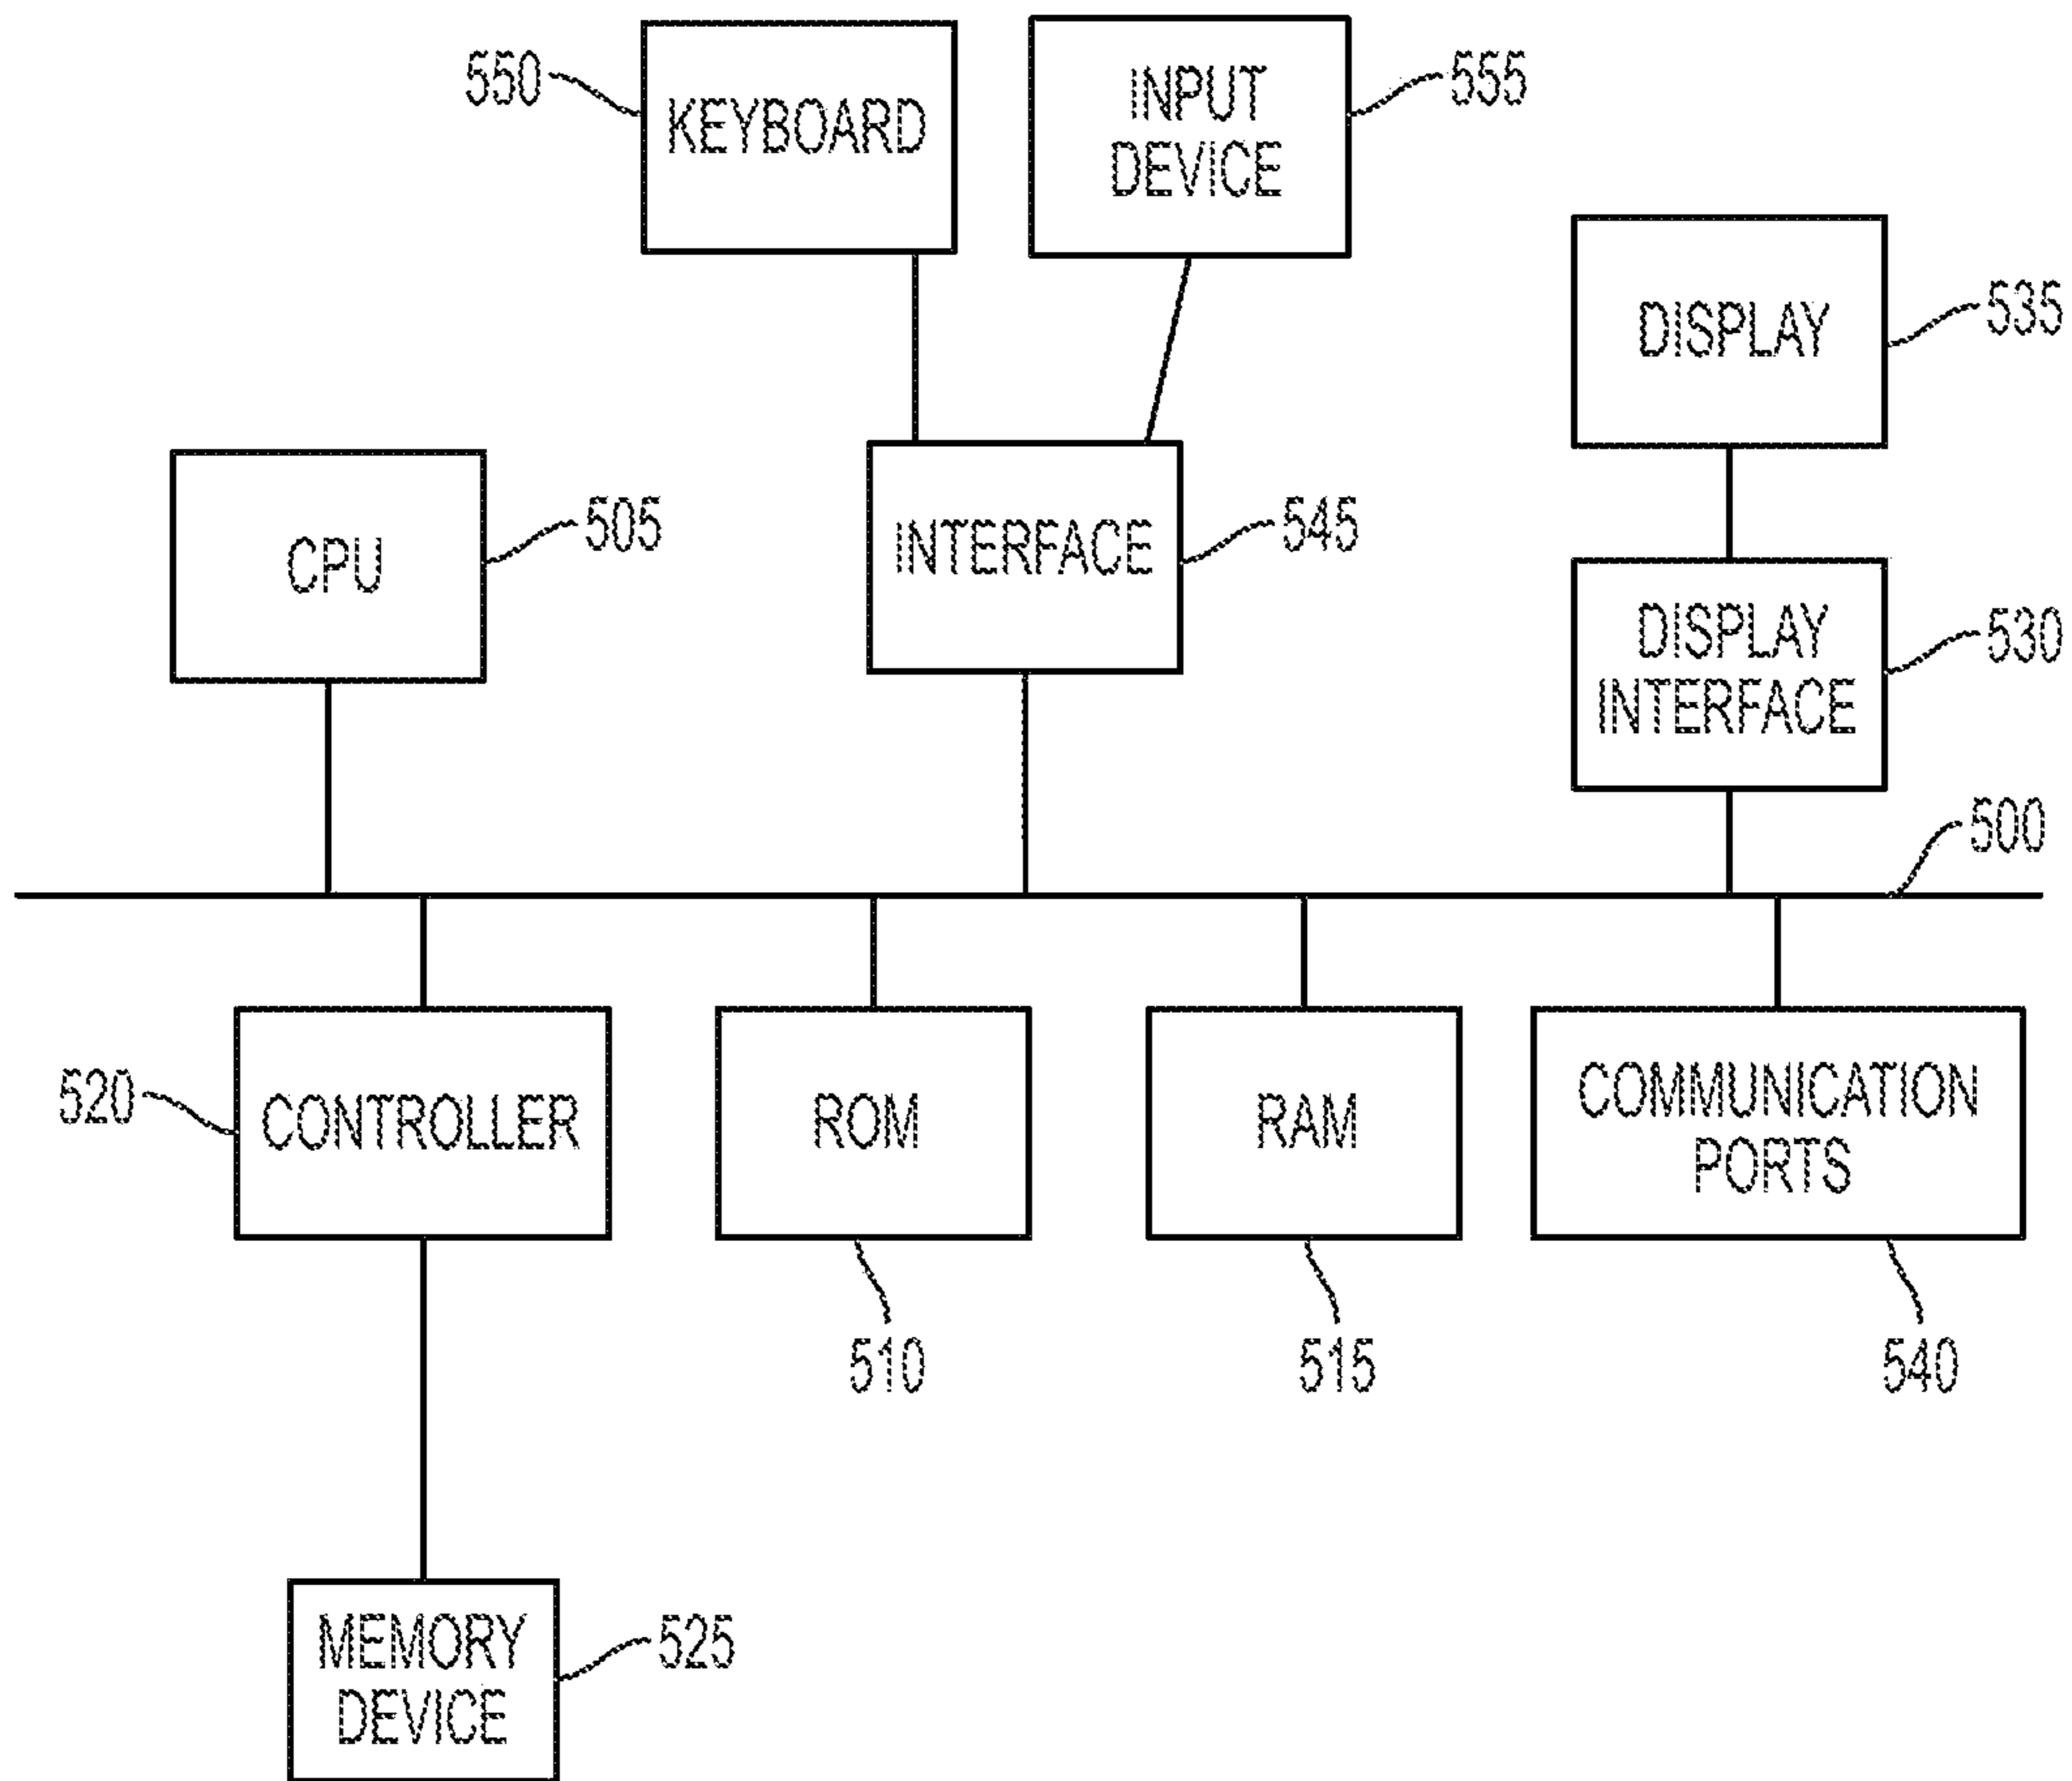 550
KEYBOARD
INPUT
DEVICE
555
DISPLAY
535
CPU
505
INTERFACE
545
DISPLAY
INTERFACE
530
500
520
CONTROLLER
ROM
RAM
COMMUNICATION
PORTS
510
515
540
MEMORY
DEVICE
525